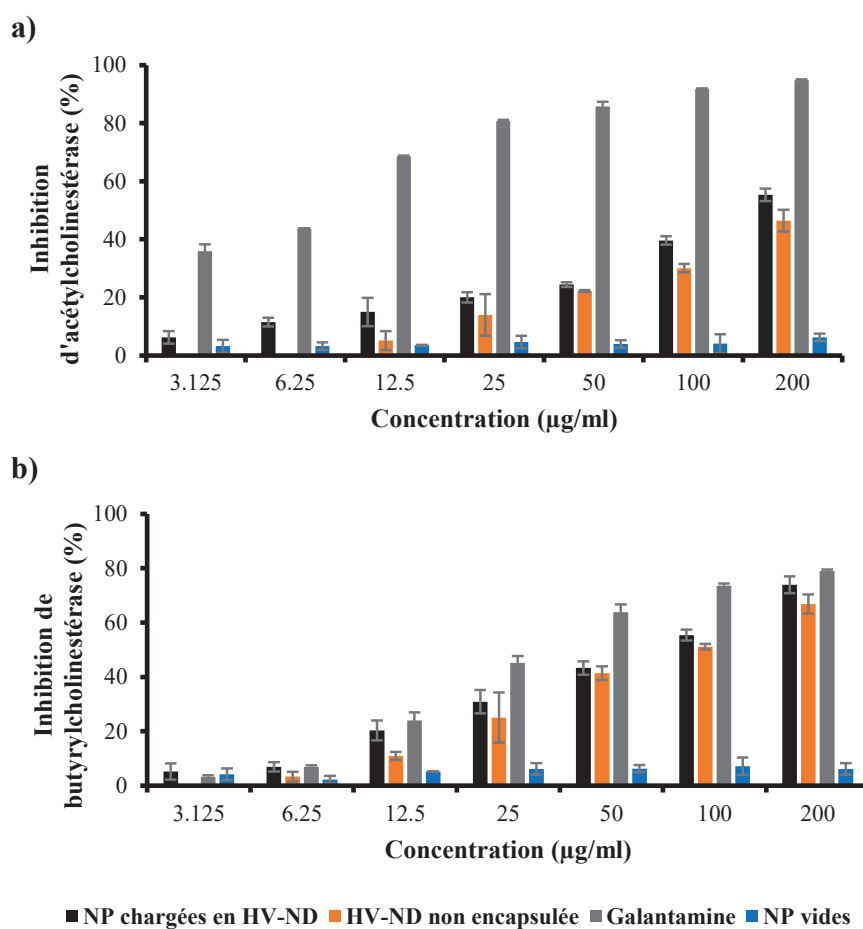 a)
Inhibition
d'acétylcholinestérase (%)
100
80
60
40
20
0
3.125 6.25 12.5 25 50 100 200
Concentration (µg/ml)
b)
Inhibition de
butyrylcholinestérase (%)
100
80
60
40
20
0
3.125 6.25 12.5 25 50 100 200
Concentration (µg/ml)
NP chargées en HV-ND HV-ND non encapsulée Galantamine NP vides